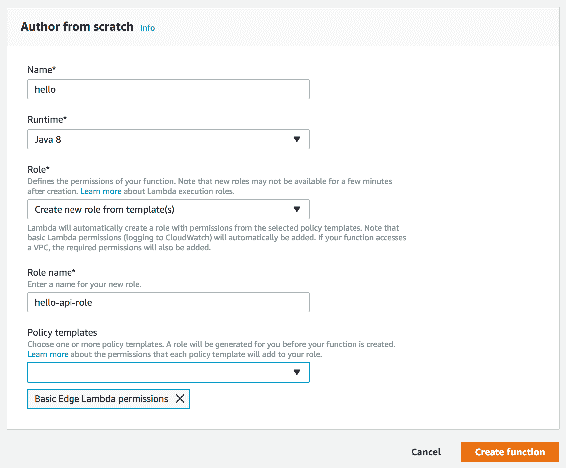 Author from scratch Info
Name*
hello
Runtime*
Java 8
Role*
Defines the permissions of your function. Note that new roles may not be available for a few minutes
after creation. Learn more about Lambda execution roles.
Create new role from template(s)
Lambda will automatically create a role with permissions from the selected policy templates. Note that
basic Lambda permissions (logging to CloudWatch) will automatically be added. If your function accesses
a VPC, the required permissions will also be added.
Role name*
Enter a name for your new role.
hello-api-role
Policy templates
Choose one or more policy templates. A role will be generated for you before your function is created.
Learn more about the permissions that each policy template will add to your role.
Basic Edge Lambda permissions
Cancel Create function